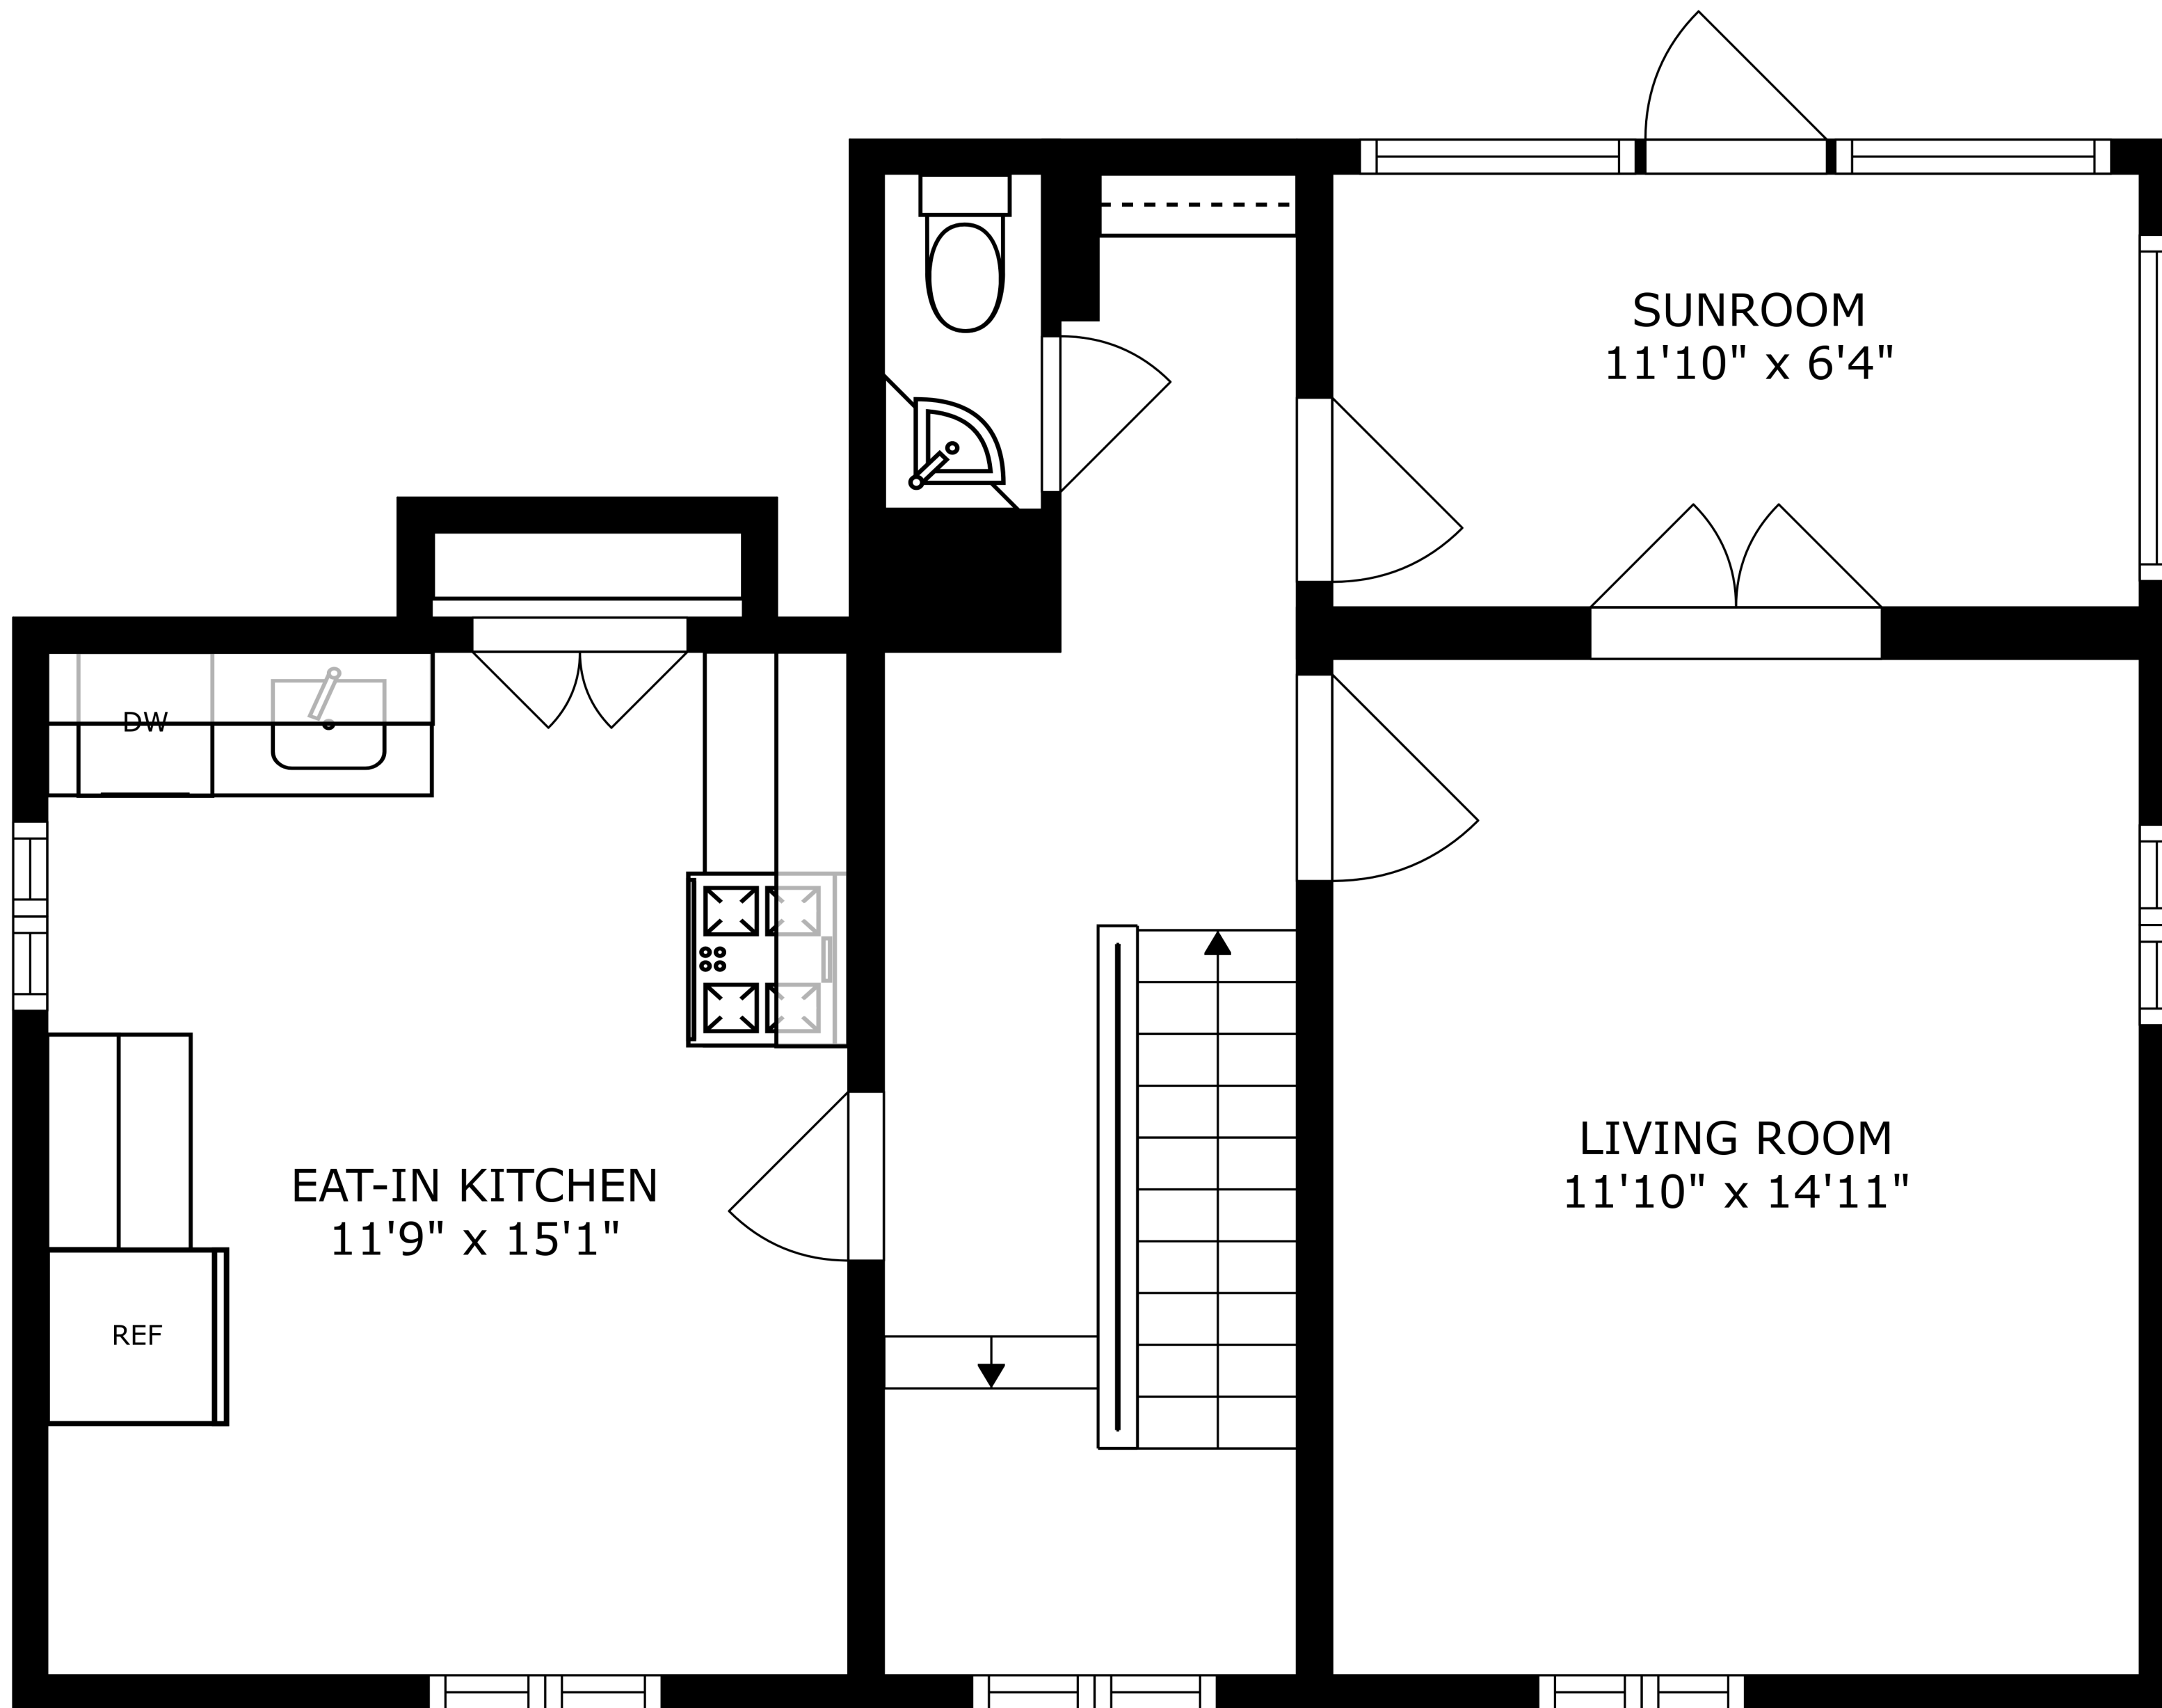 SUNROOM
11'10" x 6'4"
DW
LIVING ROOM
11'10" x 14'11"
EAT-IN KITCHEN
11'9" x 15'1"
REF